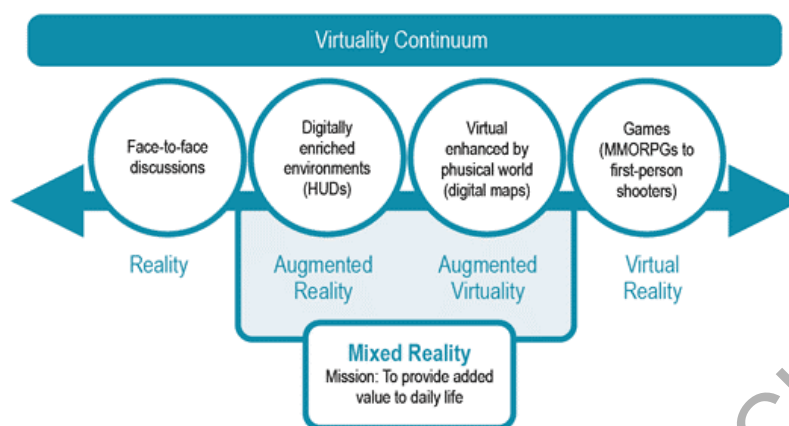 Virtuality Continuum
Face-to-face
discussions
Digitally
enriched
environments
(HUDs)
Virtual
enhanced by
phusical world
(digital maps)
Games
(MMORPGs to
first-person
shooters)
Reality
Augmented
Reality
Augmented
Virtuality
Virtual
Reality
Mixed Reality
Mission: To provide added
value to daily life